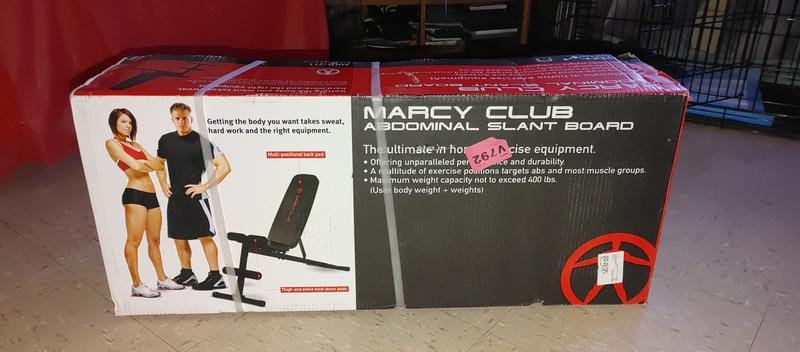 MARCY CLUB
ABDOMINAL SLANT BOARD
Getting the body you want takes sweat,
hard work and the right equipment.
Multi-positional back pad
Thigh and ankle hold down pads
The ultimate in exercise equipment.
• Offering unparalleled and durability
• A multitude of exercise positions targets abs and most muscle groups.
• Maximum weight capacity not to exceed 400 lbs.
(User body weight + weights)
V792